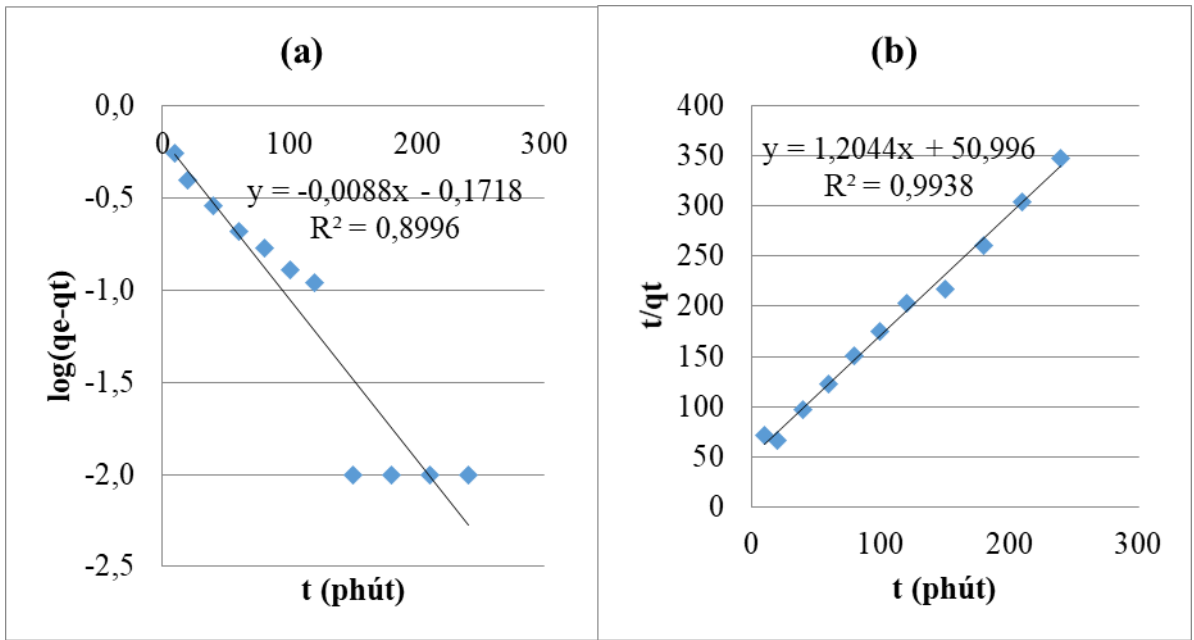 (a)
0,0
-0,5
-1,0
-1,5
-2,0
-2,5
0 100 200 300
y = -0,0088x - 0,1718
R² = 0,8996
log(qe-qt)
t (phút)
(b)
400
350
300
250
200
150
100
50
0
0 100 200 300
y = 1,2044x + 50,996
R² = 0,9938
t/qt
t (phút)